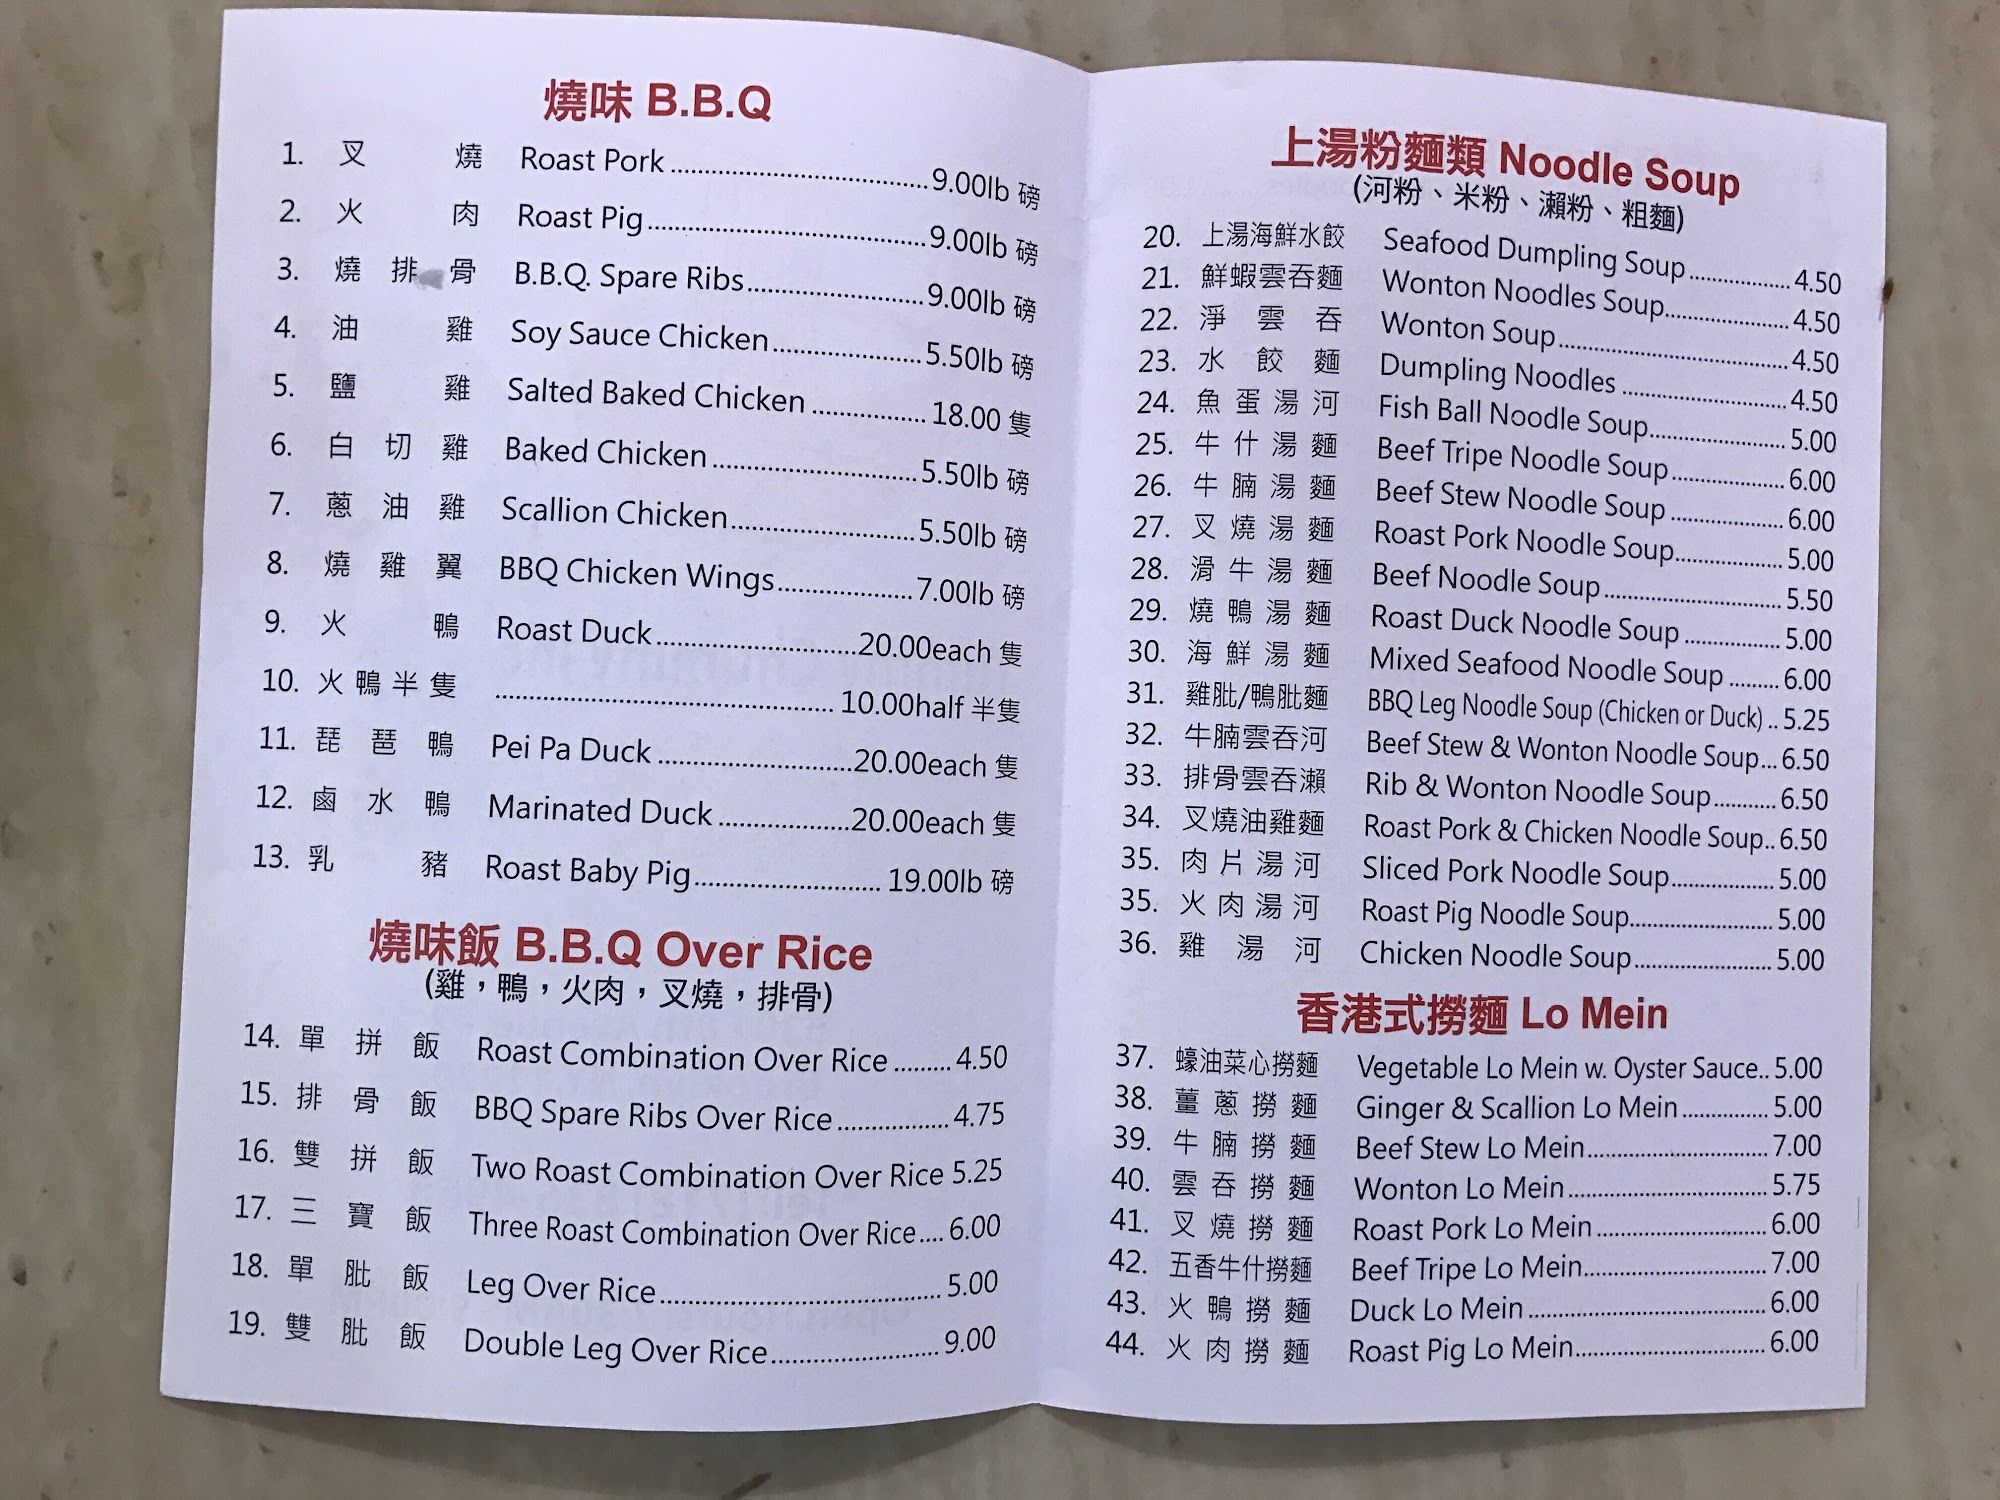 燒味 B.B.Q
1. 叉燒 Roast Pork 9.00lb 磅
2. 火肉 Roast Pig 9.00lb 磅
3. 燒排骨 B.B.Q. Spare Ribs 9.00lb 磅
4. 油雞 Soy Sauce Chicken 5.50lb 磅
5. 鹽雞 Salted Baked Chicken 18.00 隻
6. 白切雞 Baked Chicken 5.50lb 磅
7. 蔥油雞 Scallion Chicken 5.50lb 磅
8. 燒雞翼 BBQ Chicken Wings 7.00lb 磅
9. 火鴨 Roast Duck 20.00each 隻
10. 火鴨半隻 10.00half 半隻
11. 琵琶鴨 Pei Pa Duck 20.00each 隻
12. 鹵水鴨 Marinated Duck 20.00each 隻
13. 乳豬 Roast Baby Pig 19.00lb 磅
燒味飯 B.B.Q Over Rice
(雞，鴨，火肉，叉燒，排骨)
14. 單拼飯 Roast Combination Over Rice 4.50
15. 排骨飯 BBQ Spare Ribs Over Rice 4.75
16. 雙拼飯 Two Roast Combination Over Rice 5.25
17. 三寶飯 Three Roast Combination Over Rice 6.00
18. 單肶飯 Leg Over Rice 5.00
19. 雙肶飯 Double Leg Over Rice 9.00
上湯粉麵類 Noodle Soup
(河粉、米粉、瀨粉、粗麵)
20. 上湯海鮮水餃 Seafood Dumpling Soup 4.50
21. 鮮蝦雲吞麵 Wonton Noodles Soup 4.50
22. 淨雲吞 Wonton Soup 4.50
23. 水餃麵 Dumpling Noodles 4.50
24. 魚蛋湯河 Fish Ball Noodle Soup 5.00
25. 牛什湯麵 Beef Tripe Noodle Soup 6.00
26. 牛腩湯麵 Beef Stew Noodle Soup 6.00
27. 叉燒湯麵 Roast Pork Noodle Soup 5.00
28. 滑牛湯麵 Beef Noodle Soup 5.50
29. 燒鴨湯麵 Roast Duck Noodle Soup 5.00
30. 海鮮湯麵 Mixed Seafood Noodle Soup 6.00
31. 雞肶/鴨肶麵 BBQ Leg Noodle Soup (Chicken or Duck) 5.25
32. 牛腩雲吞河 Beef Stew & Wonton Noodle Soup 6.50
33. 排骨雲吞瀨 Rib & Wonton Noodle Soup 6.50
34. 叉燒油雞麵 Roast Pork & Chicken Noodle Soup 6.50
35. 肉片湯河 Sliced Pork Noodle Soup 5.00
35. 火肉湯河 Roast Pig Noodle Soup 5.00
36. 雞湯河 Chicken Noodle Soup 5.00
香港式撈麵 Lo Mein
37. 蠔油菜心撈麵 Vegetable Lo Mein w. Oyster Sauce 5.00
38. 薑蔥撈麵 Ginger & Scallion Lo Mein 5.00
39. 牛腩撈麵 Beef Stew Lo Mein 7.00
40. 雲吞撈麵 Wonton Lo Mein 5.75
41. 叉燒撈麵 Roast Pork Lo Mein 6.00
42. 五香牛什撈麵 Beef Tripe Lo Mein 7.00
43. 火鴨撈麵 Duck Lo Mein 6.00
44. 火肉撈麵 Roast Pig Lo Mein 6.00